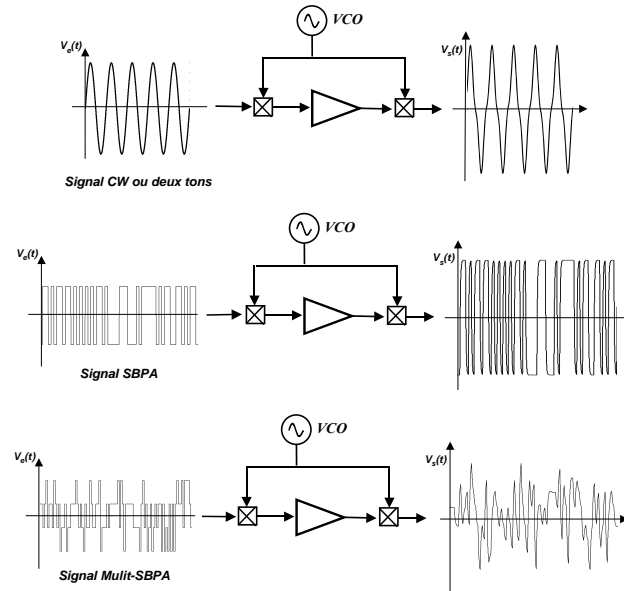 VCO
Ve(t)
Vs(t)
Signal CW ou deux tons
VCO
Ve(t)
Vs(t)
Signal SBPA
VCO
Ve(t)
Vs(t)
Signal Mulit-SBPA